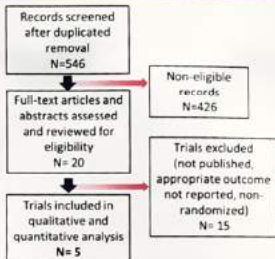 Records screened
after duplicated
removal
N=546
Non-eligible
records
N=426
Full-text articles and
abstracts assessed
and reviewed for
eligibility
N= 20
Trials excluded
(not published,
appropriate outcome
not reported, non-
randomized)
N= 15
Trials included in
qualitative and
quantitative analysis
N= 5